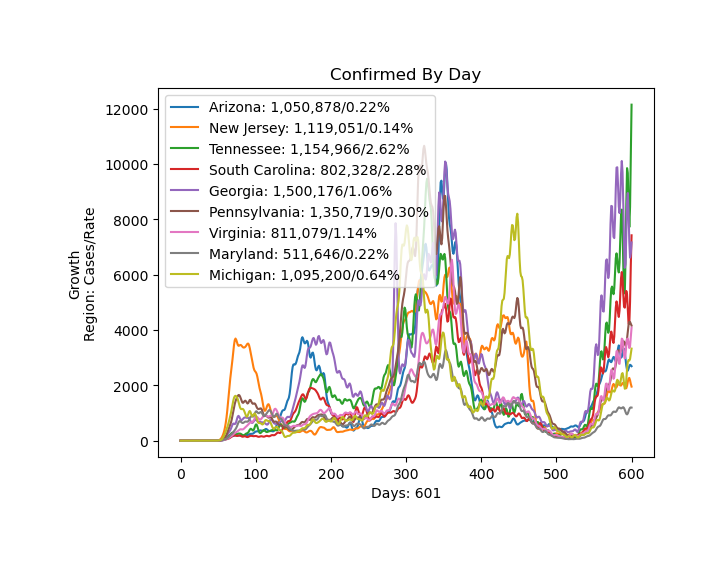 Confirmed By Day
Growth
Region: Cases/Rate
12000
10000
8000
6000
4000
2000
0
Arizona: 1,050,878/0.22%
New Jersey: 1,119,051/0.14%
Tennessee: 1,154,966/2.62%
South Carolina: 802,328/2.28%
Georgia: 1,500,176/1.06%
Pennsylvania: 1,350,719/0.30%
Virginia: 811,079/1.14%
Maryland: 511,646/0.22%
Michigan: 1,095,200/0.64%
0 100 200 300 400 500 600
Days: 601